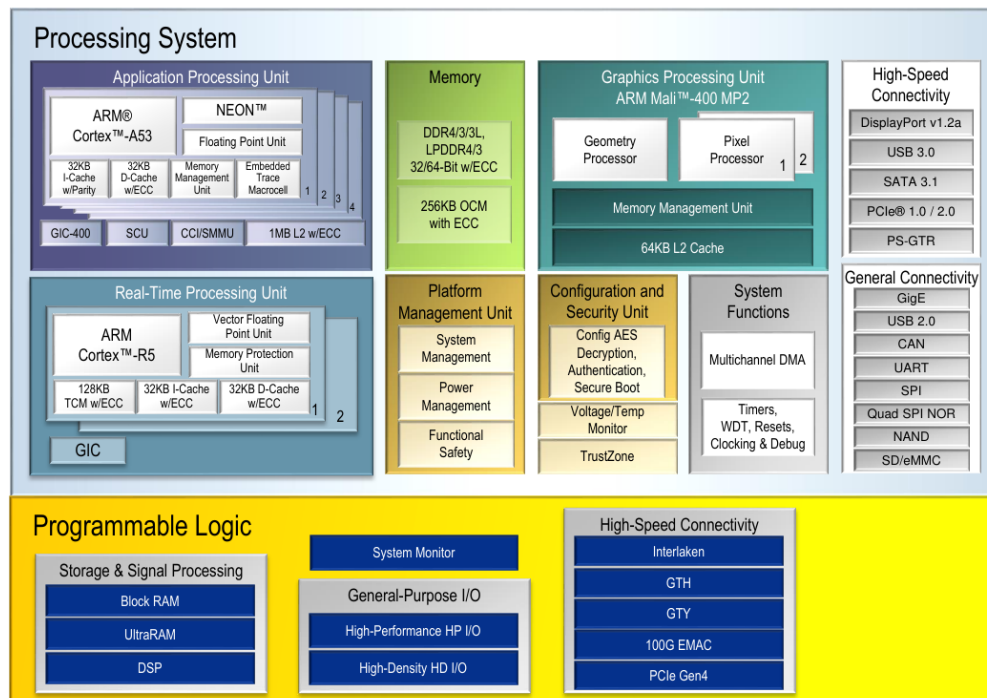 Processing System
Application Processing Unit
ARM®
Cortex™-A53
NEON™
Floating Point Unit
32KB
I-Cache
w/Parity
32KB
D-Cache
w/ECC
Memory
Management
Unit
Embedded
Trace
Macrocell
1
2
3
4
GIC-400
SCU
CCI/SMMU
1MB L2 w/ECC
Memory
DDR4/3/3L,
LPDDR4/3
32/64-Bit w/ECC
256KB OCM
with ECC
Graphics Processing Unit
ARM Mali™-400 MP2
Geometry
Processor
Pixel
Processor
1
2
Memory Management Unit
64KB L2 Cache
High-Speed
Connectivity
DisplayPort v1.2a
USB 3.0
SATA 3.1
PCIe® 1.0 / 2.0
PS-GTR
Real-Time Processing Unit
ARM
Cortex™-R5
Vector Floating
Point Unit
Memory Protection
Unit
128KB
TCM w/ECC
32KB I-Cache
w/ECC
32KB D-Cache
w/ECC
1
2
GIC
Platform
Management Unit
System
Management
Power
Management
Functional
Safety
Configuration and
Security Unit
Config AES
Decryption,
Authentication,
Secure Boot
Voltage/Temp
Monitor
TrustZone
System
Functions
Multichannel DMA
Timers,
WDT, Resets,
Clocking & Debug
General Connectivity
GigE
USB 2.0
CAN
UART
SPI
Quad SPI NOR
NAND
SD/eMMC
Programmable Logic
Storage & Signal Processing
Block RAM
UltraRAM
DSP
System Monitor
General-Purpose I/O
High-Performance HP I/O
High-Density HD I/O
High-Speed Connectivity
Interlaken
GTH
GTY
100G EMAC
PCIe Gen4